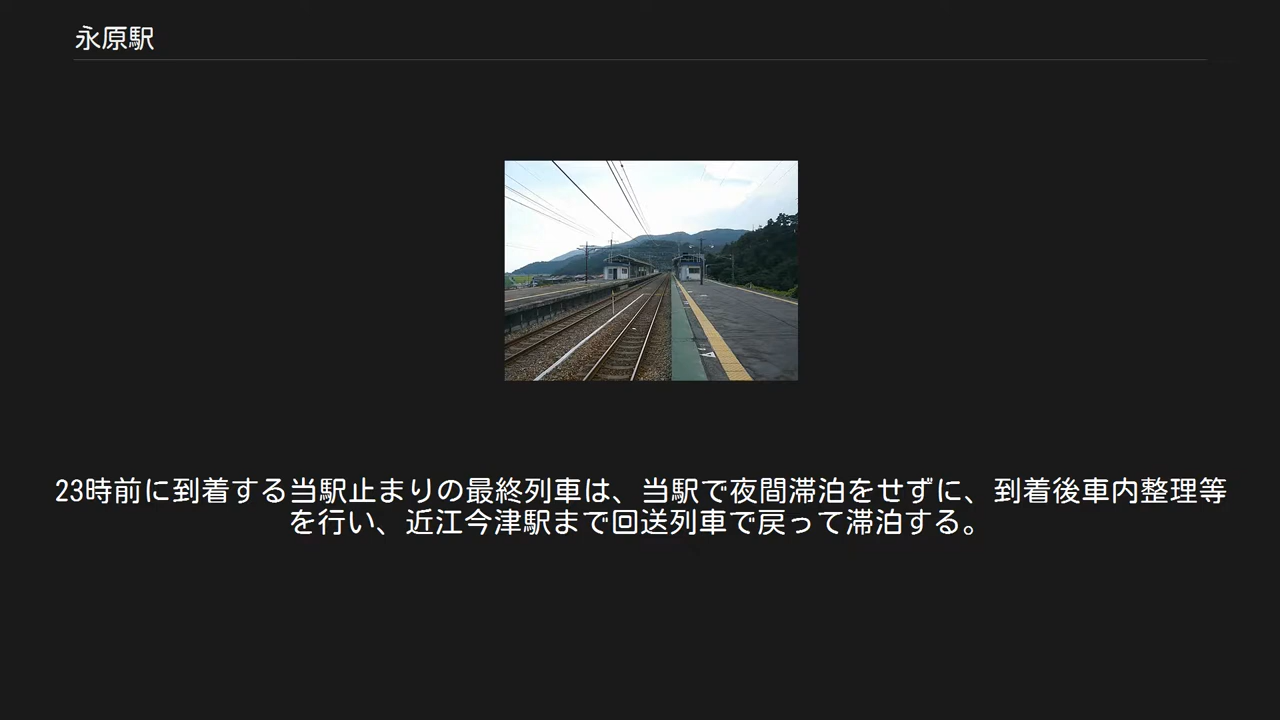 永原駅
23時前に到着する当駅止まりの最終列車は、当駅で夜間滞泊をせずに、到着後車内整理等
を行い、近江今津駅まで回送列車で戻って滞泊する。